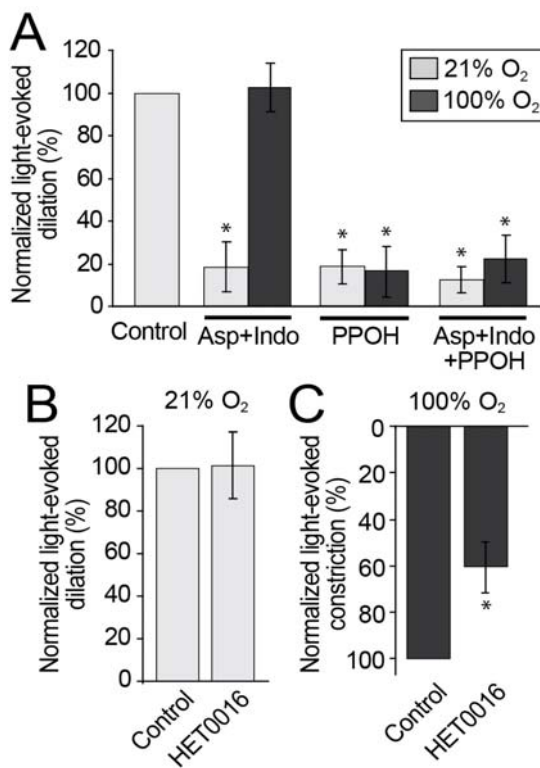 A
120
100
80
60
40
20
0
Normalized light-evoked
dilation (%)
21% O₂
100% O₂
*
*
*
*
*
Control
Asp+Indo
PPOH
Asp+Indo
+PPOH
B
21% O₂
120
100
80
60
40
20
0
Normalized light-evoked
dilation (%)
Control
HET0016
C
100% O₂
0
20
40
60
80
100
Normalized light-evoked
constriction (%)
*
Control
HET0016